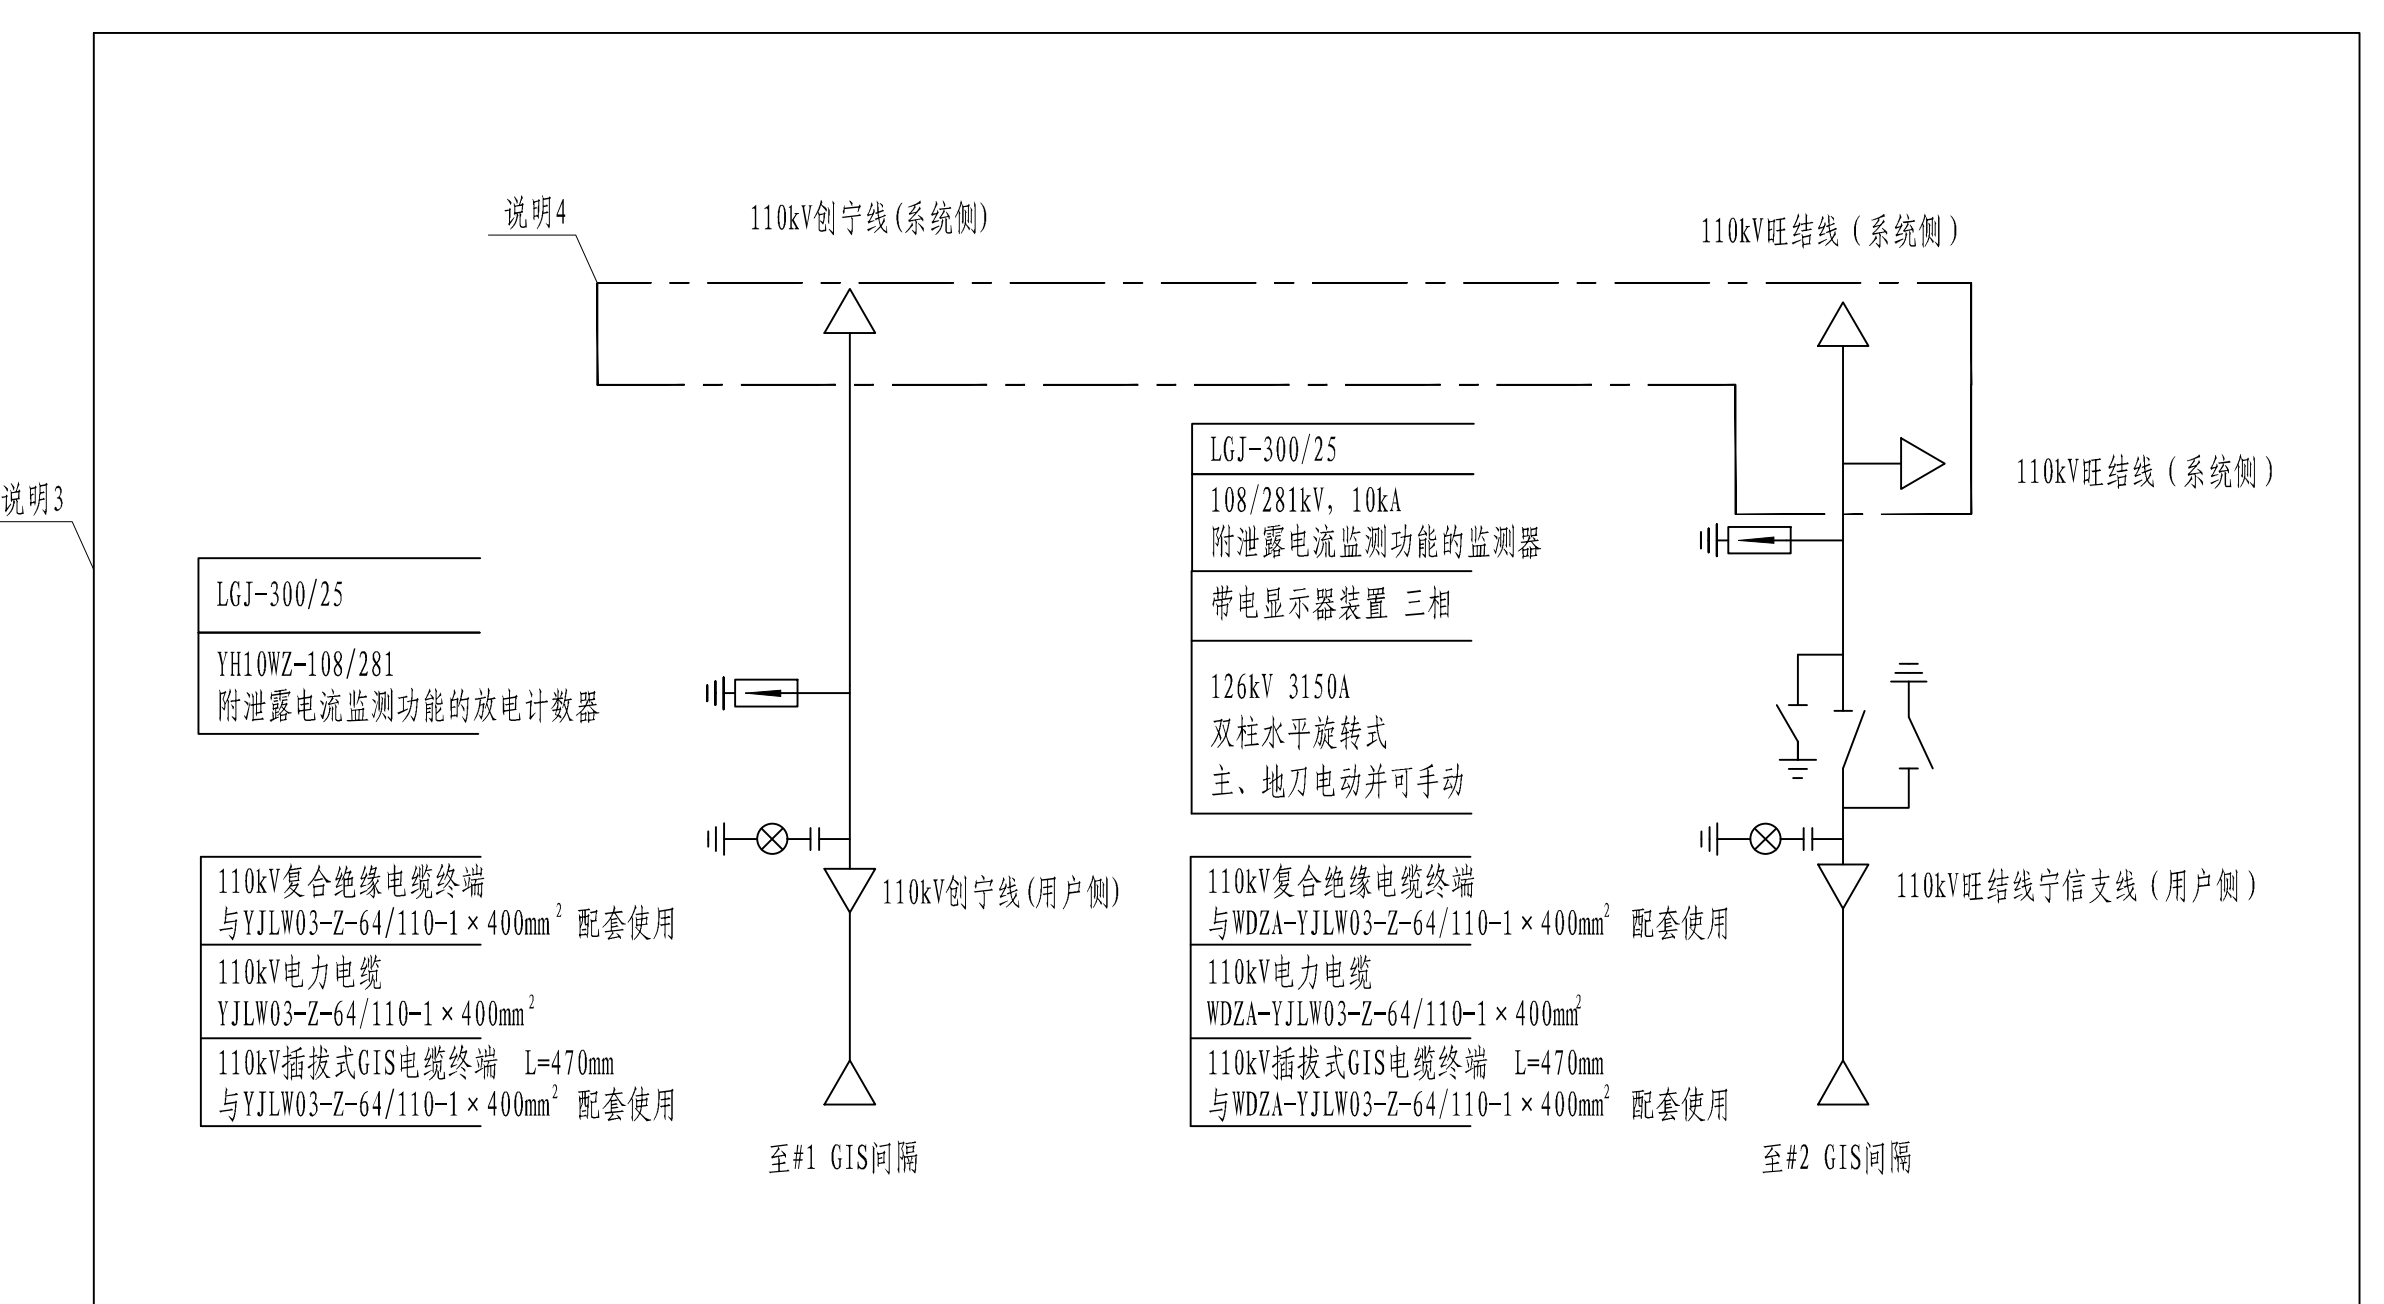 说明4
110kV创宁线(系统侧)
110kV旺结线（系统侧）
LGJ-300/25
108/281kV, 10kA
附泄露电流监测功能的监测器
带电显示器装置 三相
126kV 3150A
双柱水平旋转式
主、地刀电动并可手动
110kV旺结线（系统侧）
说明3
LGJ-300/25
YH10WZ-108/281
附泄露电流监测功能的放电计数器
110kV复合绝缘电缆终端
与YJLW03-Z-64/110-1×400mm² 配套使用
110kV电力电缆
YJLW03-Z-64/110-1×400mm²
110kV插拔式GIS电缆终端 L=470mm
与YJLW03-Z-64/110-1×400mm² 配套使用
110kV创宁线(用户侧)
至#1 GIS间隔
110kV复合绝缘电缆终端
与WDZA-YJLW03-Z-64/110-1×400mm² 配套使用
110kV电力电缆
WDZA-YJLW03-Z-64/110-1×400mm²
110kV插拔式GIS电缆终端 L=470mm
与WDZA-YJLW03-Z-64/110-1×400mm² 配套使用
110kV旺结线宁信支线（用户侧）
至#2 GIS间隔